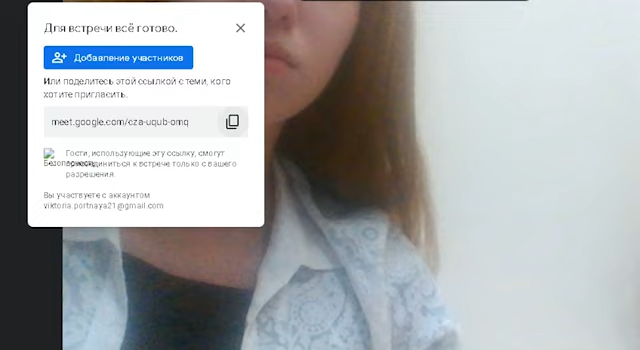 Для встречи всё готово.
Добавление участников
Или поделитесь этой ссылкой с теми, кого
хотите пригласить.
meet.google.com/cza-uqub-omq
Гости, использующие эту ссылку, смогут
присоединиться к встрече только с вашего
разрешения.
Вы участвуете с аккаунтом
viktoria.portnaya21@gmail.com